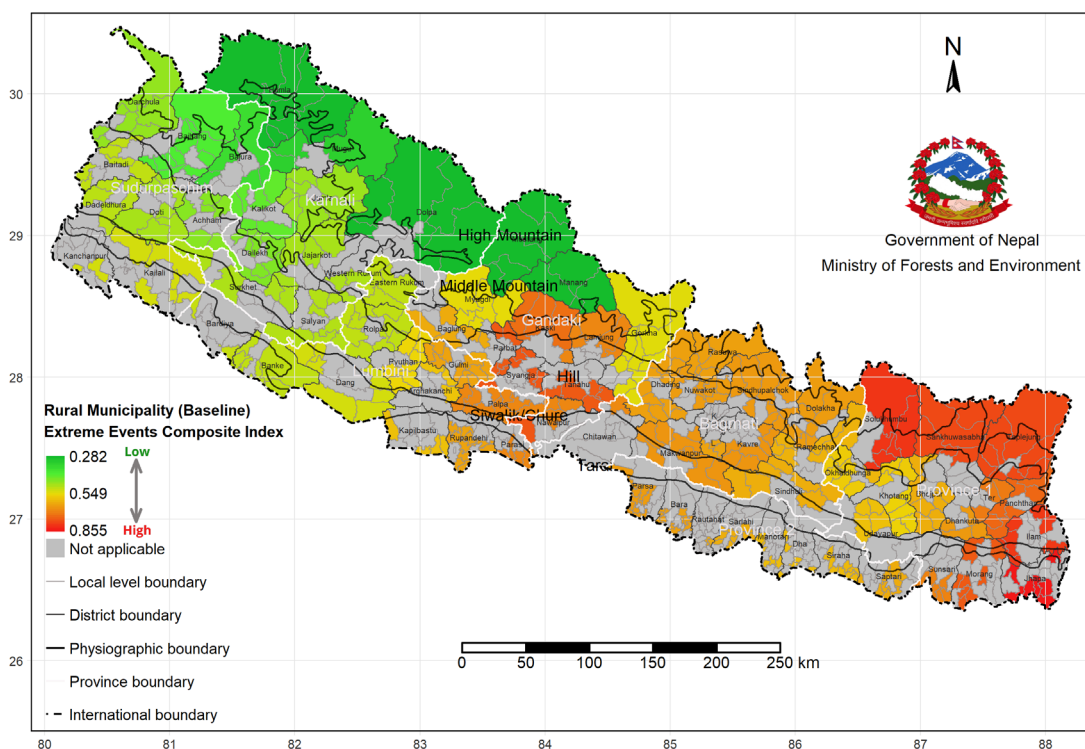 N
Government of Nepal
Ministry of Forests and Environment
30
29
28
27
26
80
81
82
83
84
85
86
87
88
Humla
Darchula
Bajhang
Mugu
Bajura
Baitadi
Sudurpaschim
Karnali
Dadeldhura
Doti
Kalikot
Achham
Dolpa
High Mountain
Kanchanpur
Dailekh
Jajarkot
Kailali
Western Rukum
Eastern Rukum
Middle Mountain
Manang
Surkhet
Myagdi
Bardiya
Salyan
Rolpa
Baglung
Gandaki
Kaski
Lamjung
Gorkha
Parbat
Rasuwa
Banke
Pyuthan
Lumbini
Gulmi
Syangja
Hill
Tanahu
Dhading
Nuwakot
Sindhupalchok
Dang
Arghakanchi
Palpa
Dolakha
Siwalik/Chure
Nawalpur
Bagmati
Solukhumbu
Kapilbastu
Rupandehi
Parasi
Chitawan
Kavre
Ramechhap
Sankhuwasabha
Taplejung
Tarai
Makwanpur
Okhaldhunga
Province 1
Parsa
Sindhuli
Khotang
Bhojpur
Ter
Panchthar
Bara
Rautahat
Sarlahi
Province 2
Mahottari
Dha
Siraha
Udayapur
Dhankuta
Ilam
Saptari
Sunsari
Morang
Jhapa
Rural Municipality (Baseline)
Extreme Events Composite Index
0.282
Low
0.549
0.855
High
Not applicable
Local level boundary
District boundary
Physiographic boundary
Province boundary
International boundary
0 50 100 150 200 250 km